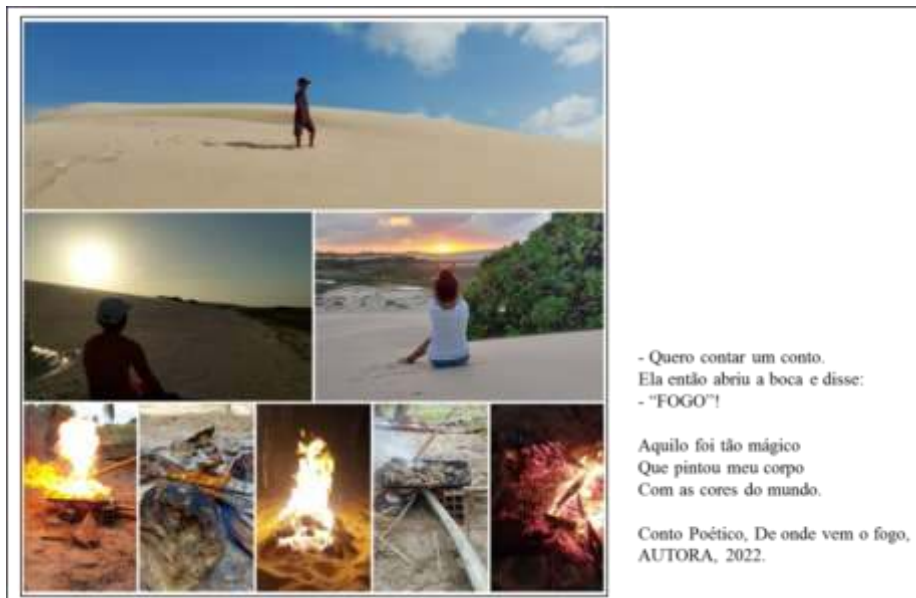 - Quero contar um conto.
Ela então abriu a boca e disse:
- “FOGO”!
Aquilo foi tão mágico
Que pintou meu corpo
Com as cores do mundo.
Conto Poético, De onde vem o fogo,
AUTORA, 2022.